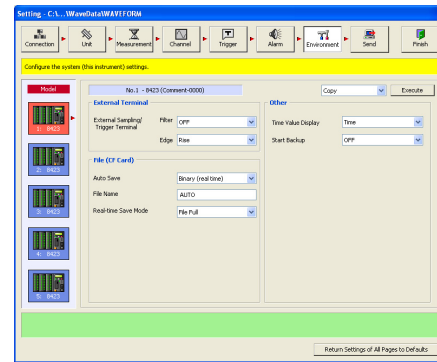 Setting - C:\...\WaveData\WAVEFORM
Connection
Unit
Measurement
Channel
Trigger
Alarm
Environment
Send
Finish
Configure the system (this instrument) settings.
Model
No.1 - 8423 (Comment-0000)
Copy
Execute
1: 8423
2: 8423
3: 8423
4: 8423
5: 8423
External Terminal
External Sampling/
Trigger Terminal
Filter
OFF
Edge
Rise
File (CF Card)
Auto Save
Binary (real time)
File Name
AUTO
Real-time Save Mode
File Full
Other
Time Value Display
Time
Start Backup
OFF
Return Settings of All Pages to Defaults